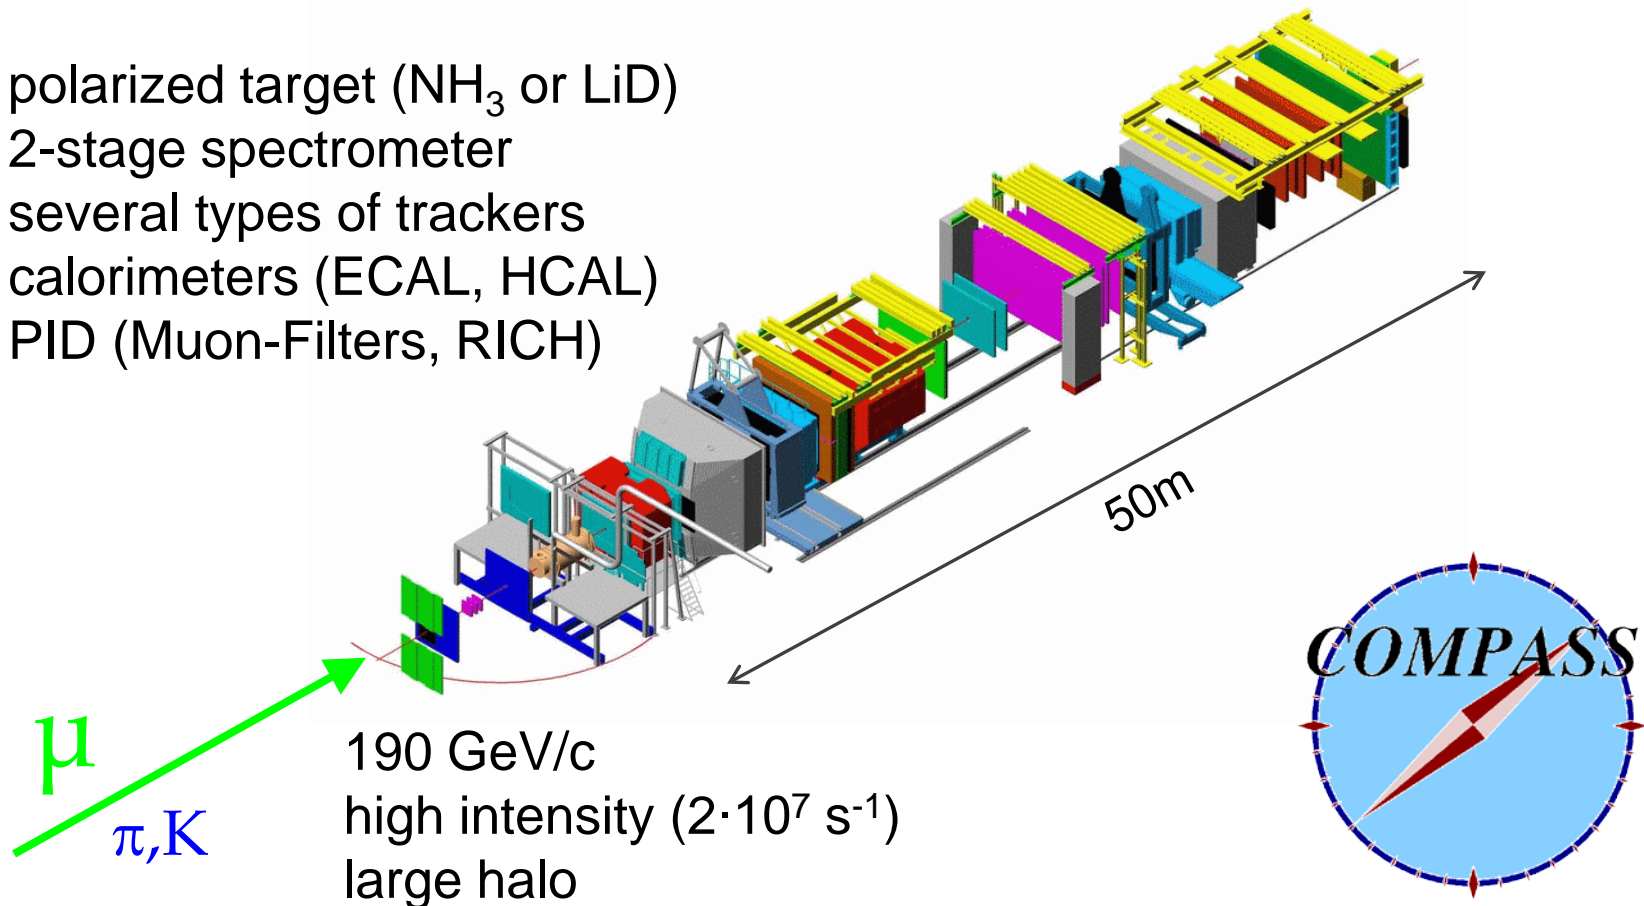 polarized target (NH₃ or LiD)
2-stage spectrometer
several types of trackers
calorimeters (ECAL, HCAL)
PID (Muon-Filters, RICH)
50m
COMPASS
μ
π,K
190 GeV/c
high intensity (2·10⁷ s⁻¹)
large halo